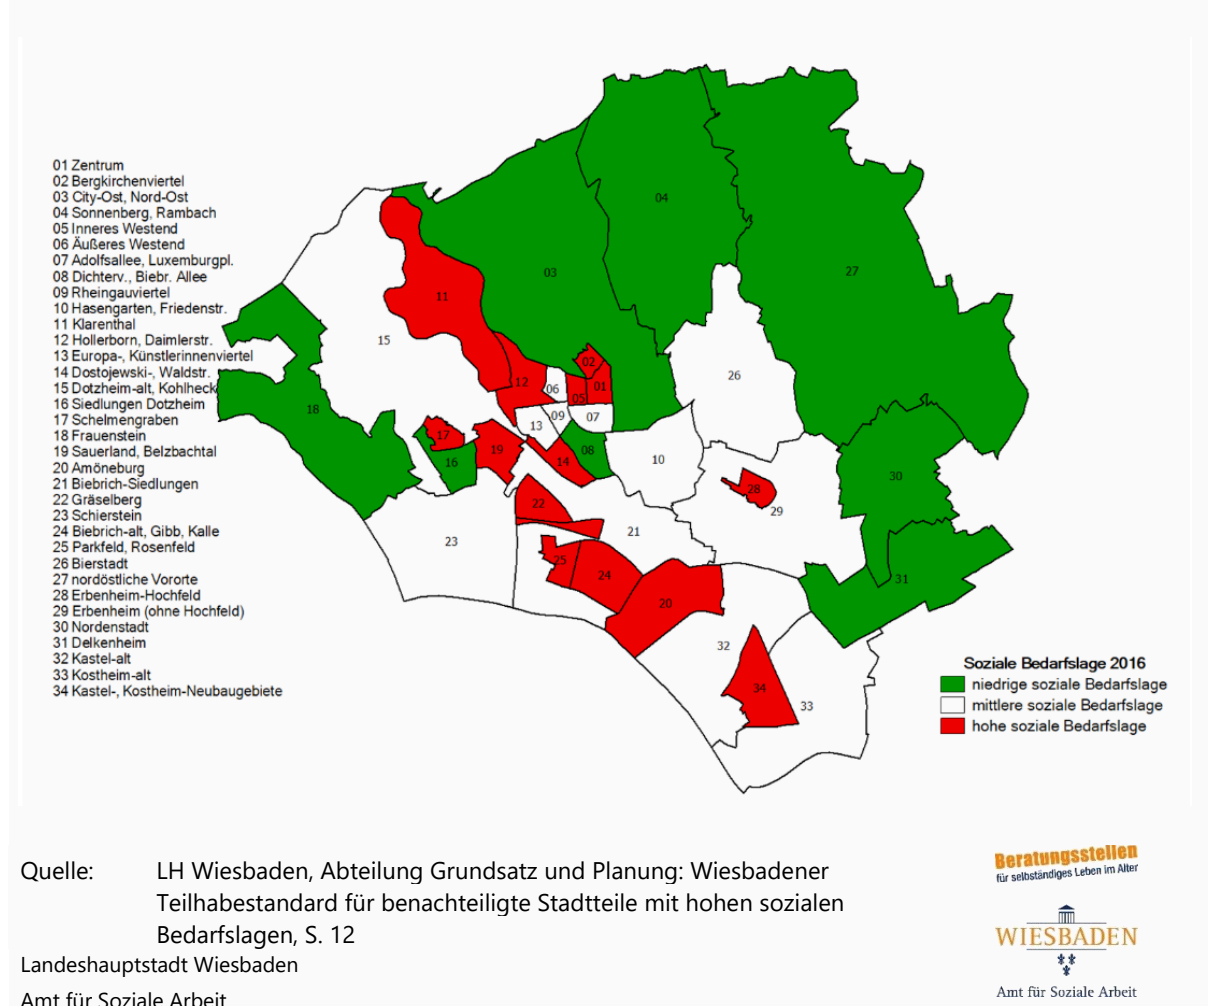 01 Zentrum
02 Bergkirchenviertel
03 City-Ost, Nord-Ost
04 Sonnenberg, Rambach
05 Inneres Westend
06 Äußeres Westend
07 Adolfsallee, Luxemburgpl.
08 Dichterv., Biebr. Allee
09 Rheingauviertel
10 Hasengarten, Friedenstr.
11 Klarenthal
12 Hollerborn, Daimlerstr.
13 Europa-, Künstlerinnenviertel
14 Dostojewski-, Waldstr.
15 Dotzheim-alt, Kohlheck
16 Siedlungen Dotzheim
17 Schelmengraben
18 Frauenstein
19 Sauerland, Belzbachtal
20 Amöneburg
21 Biebrich-Siedlungen
22 Gräselberg
23 Schierstein
24 Biebrich-alt, Gibb, Kalle
25 Parkfeld, Rosenfeld
26 Bierstadt
27 nordöstliche Vororte
28 Erbenheim-Hochfeld
29 Erbenheim (ohne Hochfeld)
30 Nordenstadt
31 Delkenheim
32 Kastel-alt
33 Kostheim-alt
34 Kastel-, Kostheim-Neubaugebiete
04
03
27
11
15
02
26
12
06
01
05
18
09
07
13
17
08
19
10
14
16
30
28
22
29
21
23
25
24
31
20
32
34
33
Soziale Bedarfslage 2016
niedrige soziale Bedarfslage
mittlere soziale Bedarfslage
hohe soziale Bedarfslage
Quelle: LH Wiesbaden, Abteilung Grundsatz und Planung: Wiesbadener
Teilhabestandard für benachteiligte Stadtteile mit hohen sozialen
Bedarfslagen, S. 12
Landeshauptstadt Wiesbaden
Amt für Soziale Arbeit
Beratungsstellen
für selbständiges Leben im Alter
WIESBADEN
Amt für Soziale Arbeit